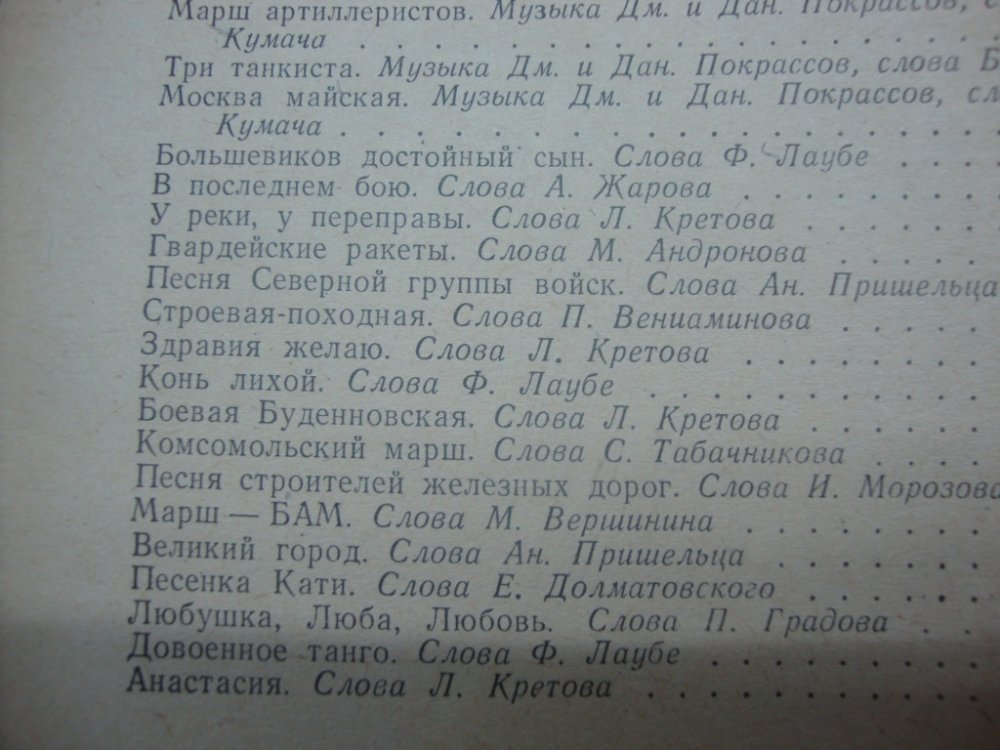 Марш артиллеристов. Музыка Дм. и Дан. Покрассов,
Кумача . . . . . . . . . . . . . . .
Три танкиста. Музыка Дм. и Дан. Покрассов, слова Б
Москва майская. Музыка Дм. и Дан. Покрассов,
Кумача . . . . . . . . . . . . . . .
Большевиков достойный сын. Слова Ф. Лаубе . . . .
В последнем бою. Слова А. Жарова . . . . . . .
У реки, у переправы. Слова Л. Кретова . . . . . .
Гвардейские ракеты. Слова М. Андронова . . . . .
Песня Северной группы войск. Слова Ан. Пришельца
Строевая-походная. Слова П. Вениаминова . . . . .
Здравия желаю. Слова Л. Кретова . . . . . . .
Конь лихой. Слова Ф. Лаубе . . . . . . . . .
Боевая Буденновская. Слова Л. Кретова . . . . . .
Комсомольский марш. Слова С. Табачникова . . . .
Песня строителей железных дорог. Слова И. Морозова
Марш — БАМ. Слова М. Вершинина . . . . . . .
Великий город. Слова Ан. Пришельца . . . . . .
Песенка Кати. Слова Е. Долматовского . . . . . .
Любушка, Люба, Любовь. Слова П. Градова . . .
Довоенное танго. Слова Ф. Лаубе . . . . . . . .
Анастасия. Слова Л. Кретова . . . . . . . . .